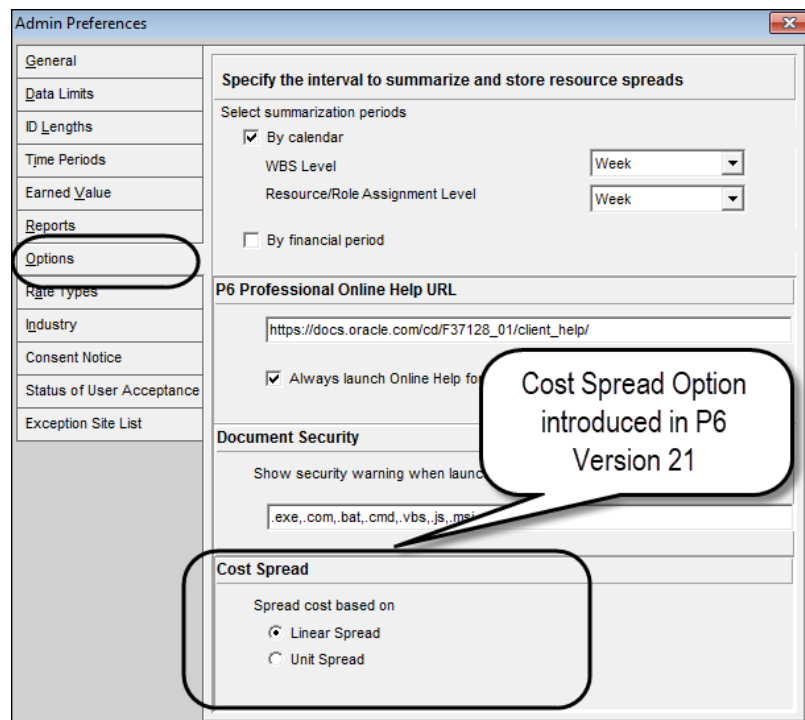 Admin Preferences
General
Data Limits
ID Lengths
Time Periods
Earned Value
Reports
Options
Rate Types
Industry
Consent Notice
Status of User Acceptance
Exception Site List
Specify the interval to summarize and store resource spreads
Select summarization periods
By calendar
WBS Level
Week
Resource/Role Assignment Level
Week
By financial period
P6 Professional Online Help URL
https://docs.oracle.com/cd/F37128_01/client_help/
Always launch Online Help for
Cost Spread Option
introduced in P6
Version 21
Document Security
Show security warning when launc
.exe,.com,.bat,.cmd,.vbs,.js,.msi
Cost Spread
Spread cost based on
Linear Spread
Unit Spread